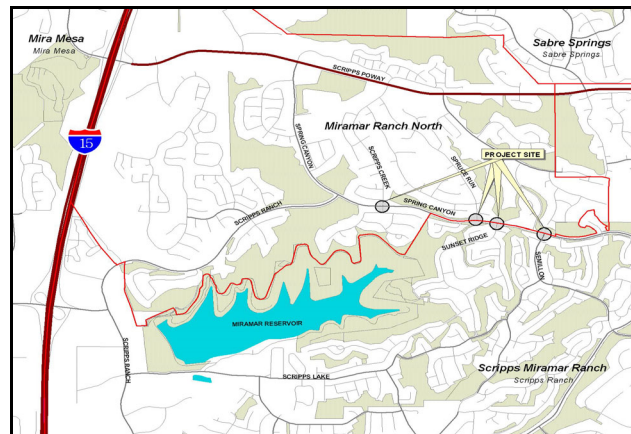 Mira Mesa
Mira Mesa
Sabre Springs
Sabre Springs
SCRIPPS POWAY
15
Miramar Ranch North
SPRING CANYON
SCRIPPS CREEK
SPRUCE RUN
PROJECT SITE
SCRIPPS RANCH
SPRING CANYON
SUNSET RIDGE
SEMILLON
MIRAMAR RESERVOIR
SCRIPPS RANCH
SCRIPPS LAKE
Scripps Miramar Ranch
Scripps Ranch